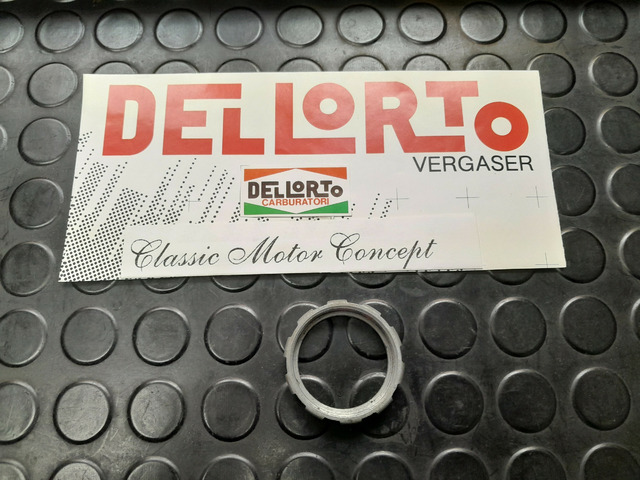 DELLORTO
VERGASER
DELLORTO
CARBURATORI
Classic Motor Concept